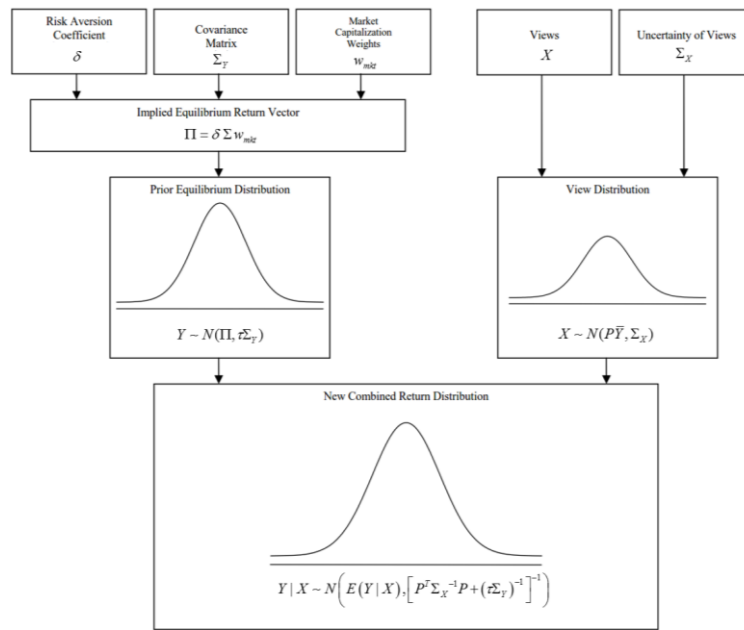 Risk Aversion
Coefficient
δ
Covariance
Matrix
Σ_Y
Market
Capitalization
Weights
w_mkt
Views
X
Uncertainty of Views
Σ_X
Implied Equilibrium Return Vector
Π = δ Σ w_mkt
Prior Equilibrium Distribution
Y ~ N(Π, τΣ_Y)
View Distribution
X ~ N(PY̅, Σ_X)
New Combined Return Distribution
Y | X ~ N(E(Y | X), [P^T Σ_X^-1 P + (τΣ_Y)^-1]^-1)